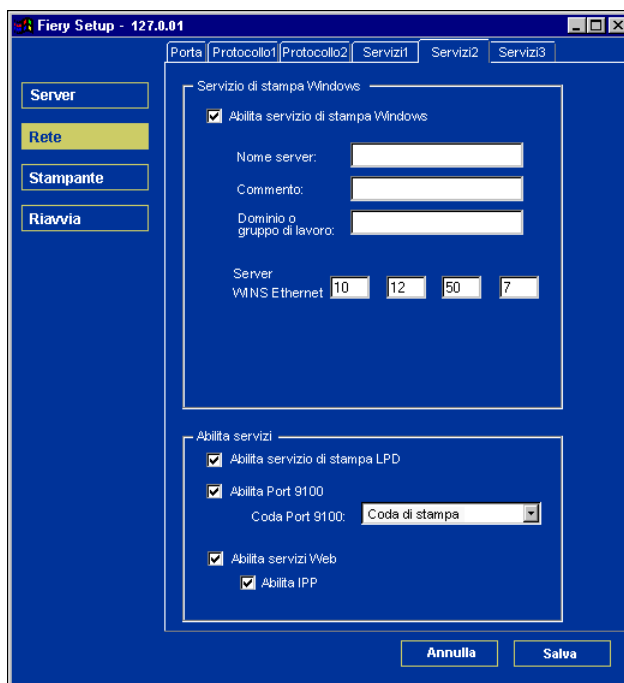 Fiery Setup - 127.0.01
Porta Protocollo1 Protocollo2 Servizi1 Servizi2 Servizi3
Server
Rete
Stampante
Riavvia
Servizio di stampa Windows
Abilita servizio di stampa Windows
Nome server:
Commento:
Dominio o
gruppo di lavoro:
Server
WINS Ethernet 10 12 50 7
Abilita servizi
Abilita servizio di stampa LPD
Abilita Port 9100
Coda Port 9100: Coda di stampa
Abilita servizi Web
Abilita IPP
Annulla Salva